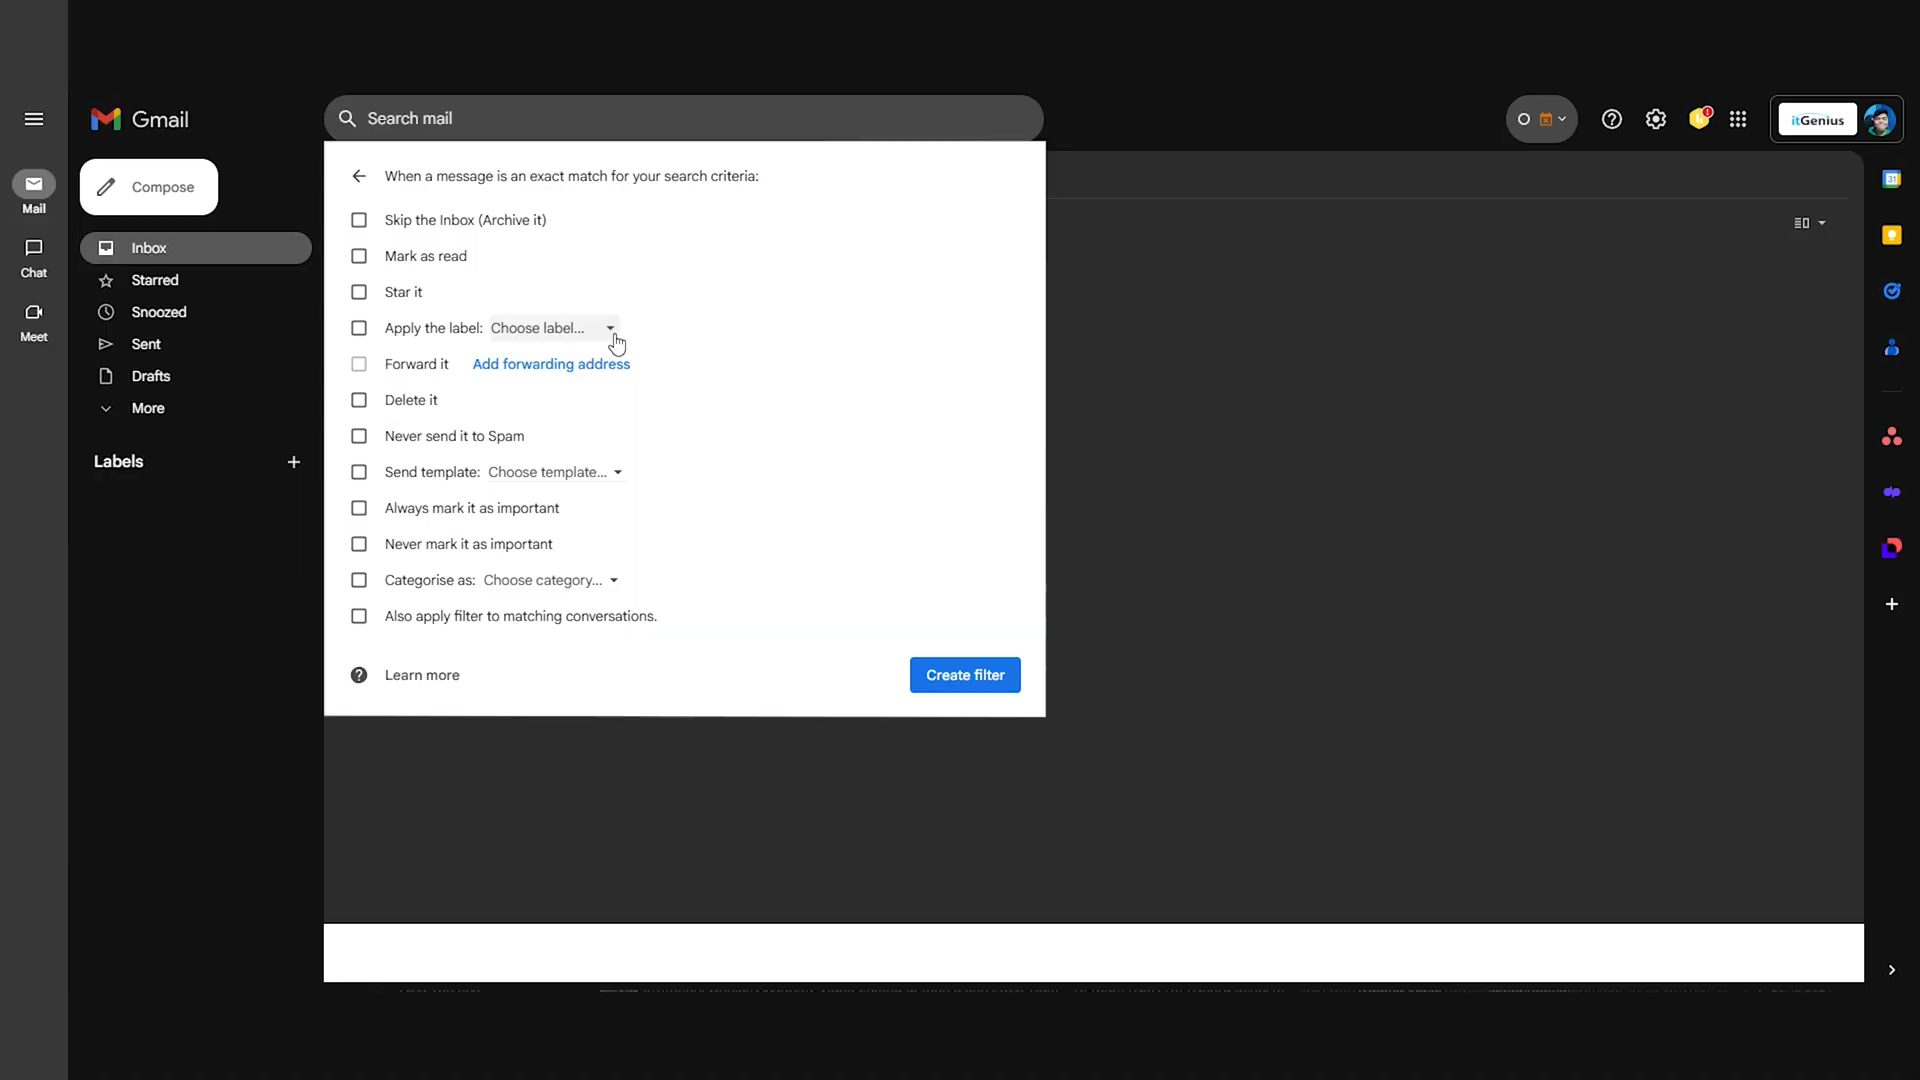 Gmail
Search mail
itGenius
Compose
Mail
Chat
Meet
Inbox
Starred
Snoozed
Sent
Drafts
More
Labels
When a message is an exact match for your search criteria:
Skip the Inbox (Archive it)
Mark as read
Star it
Apply the label: Choose label...
Forward it Add forwarding address
Delete it
Never send it to Spam
Send template: Choose template...
Always mark it as important
Never mark it as important
Categorise as: Choose category...
Also apply filter to matching conversations.
Learn more
Create filter
31